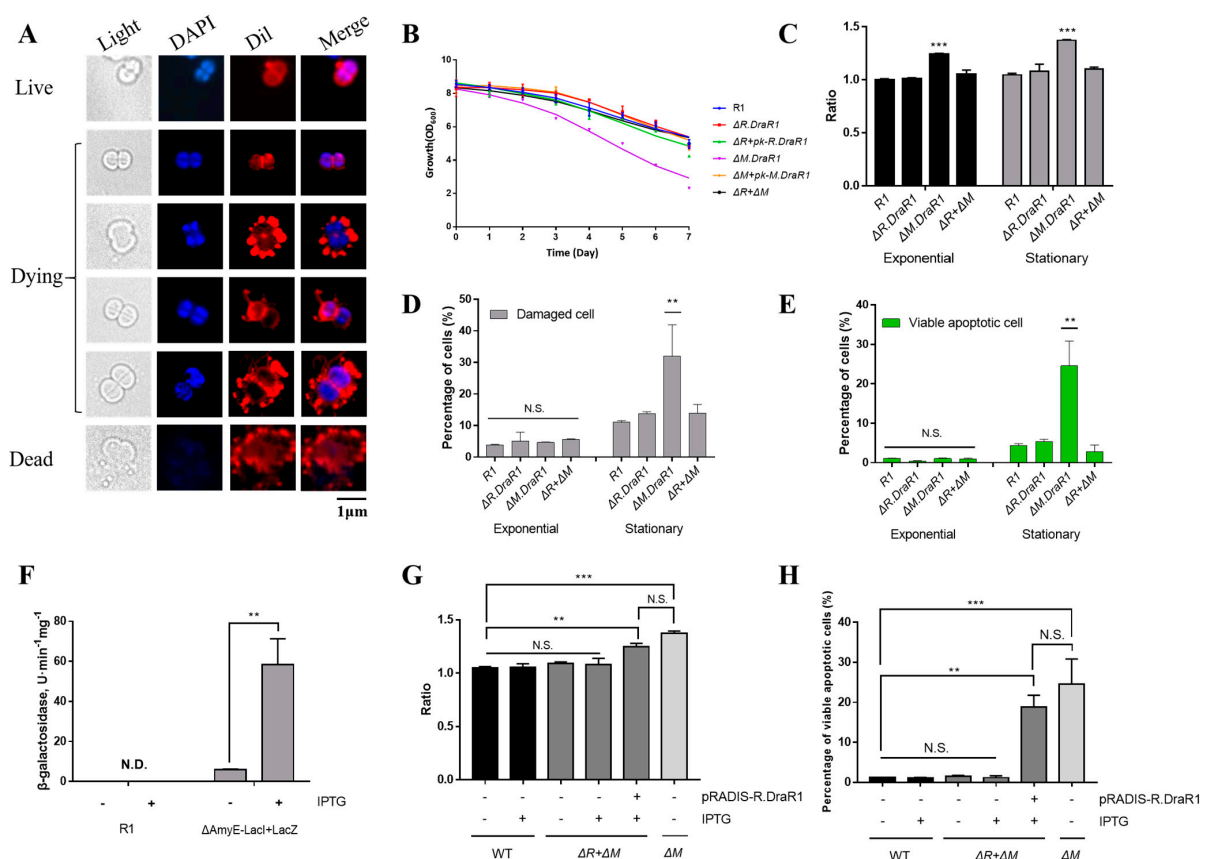 A
Light
DAPI
Dil
Merge
Live
Dying
Dead
1μm
B
Growth(OD600)
10
8
6
4
2
0
0 1 2 3 4 5 6 7
Time (Day)
R1
ΔR.DraR1
ΔR+pk-R.DraR1
ΔM.DraR1
ΔM+pk-M.DraR1
ΔR+ΔM
C
Ratio
1.5
1.0
0.5
0.0
***
***
R1 ΔR.DraR1 ΔM.DraR1 ΔR+ΔM R1 ΔR.DraR1 ΔM.DraR1 ΔR+ΔM
Exponential Stationary
D
Percentage of cells (%)
50
40
30
20
10
0
Damaged cell
N.S.
**
R1 ΔR.DraR1 ΔM.DraR1 ΔR+ΔM R1 ΔR.DraR1 ΔM.DraR1 ΔR+ΔM
Exponential Stationary
E
Percentage of cells (%)
40
30
20
10
0
Viable apoptotic cell
N.S.
**
R1 ΔR.DraR1 ΔM.DraR1 ΔR+ΔM R1 ΔR.DraR1 ΔM.DraR1 ΔR+ΔM
Exponential Stationary
F
β-galactosidase, U·min-1mg-1
80
60
40
20
0
N.D.
**
- + - + IPTG
R1 ΔAmyE-LacI+LacZ
G
Ratio
1.5
1.0
0.5
0.0
***
N.S.
**
N.S.
- - - - + - pRADIS-R.DraR1
- + - + + - IPTG
WT ΔR+ΔM ΔM
H
Percentage of viable apoptotic cells (%)
40
30
20
10
0
***
N.S.
**
N.S.
- - - - + - pRADIS-R.DraR1
- + - + + - IPTG
WT ΔR+ΔM ΔM